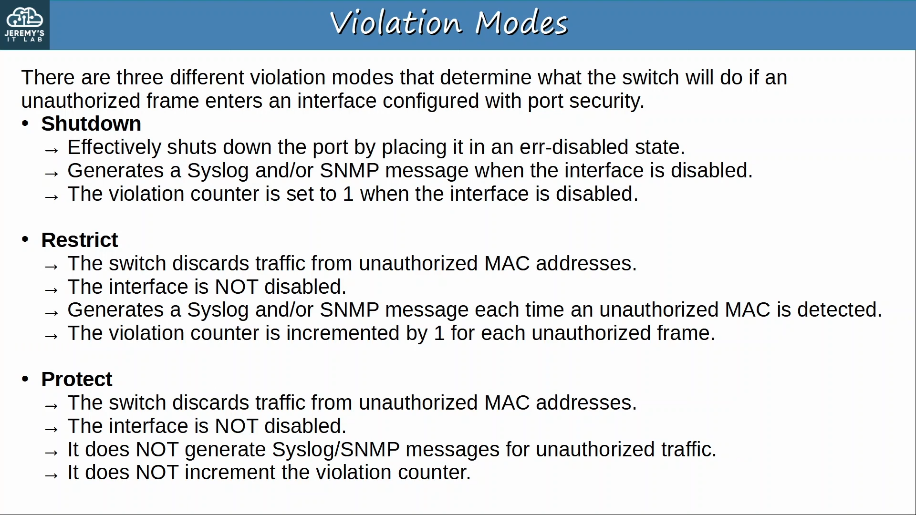 JEREMY'S
IT LAB
Violation Modes
There are three different violation modes that determine what the switch will do if an
unauthorized frame enters an interface configured with port security.
• Shutdown
→ Effectively shuts down the port by placing it in an err-disabled state.
→ Generates a Syslog and/or SNMP message when the interface is disabled.
→ The violation counter is set to 1 when the interface is disabled.
• Restrict
→ The switch discards traffic from unauthorized MAC addresses.
→ The interface is NOT disabled.
→ Generates a Syslog and/or SNMP message each time an unauthorized MAC is detected.
→ The violation counter is incremented by 1 for each unauthorized frame.
• Protect
→ The switch discards traffic from unauthorized MAC addresses.
→ The interface is NOT disabled.
→ It does NOT generate Syslog/SNMP messages for unauthorized traffic.
→ It does NOT increment the violation counter.